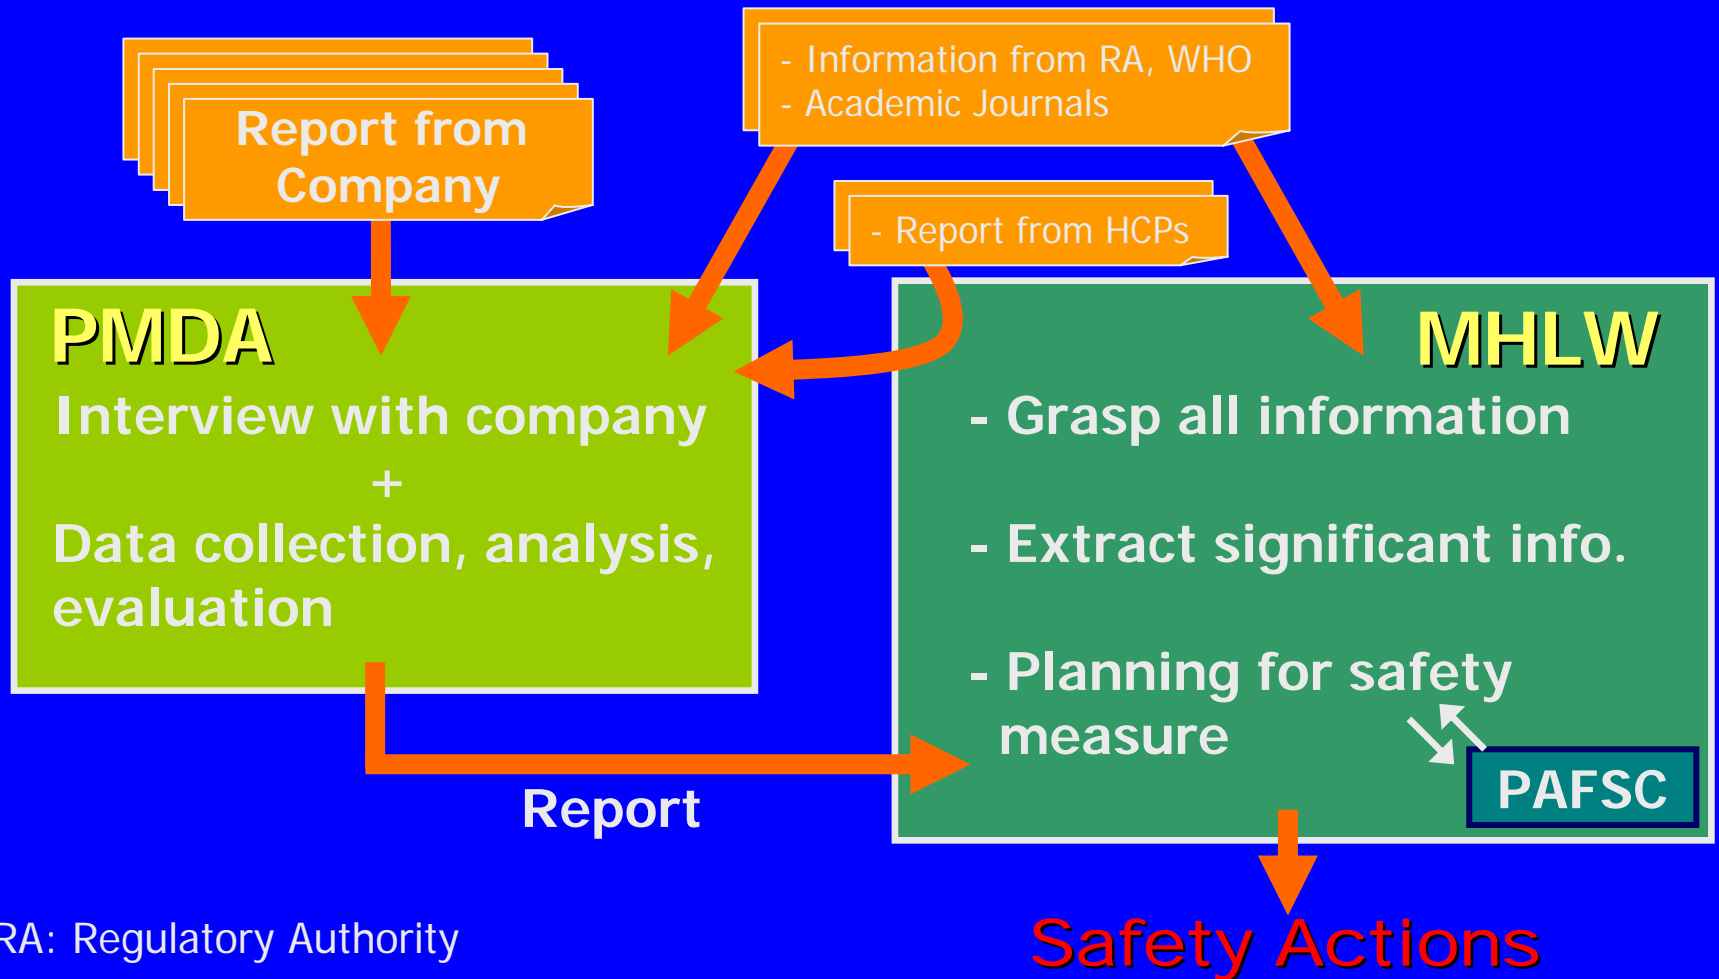 Report from
Company
- Information from RA, WHO
- Academic Journals
- Report from HCPs
PMDA
Interview with company
+
Data collection, analysis,
evaluation
MHLW
- Grasp all information
- Extract significant info.
- Planning for safety
measure
PAFSC
Report
Safety Actions
RA: Regulatory Authority